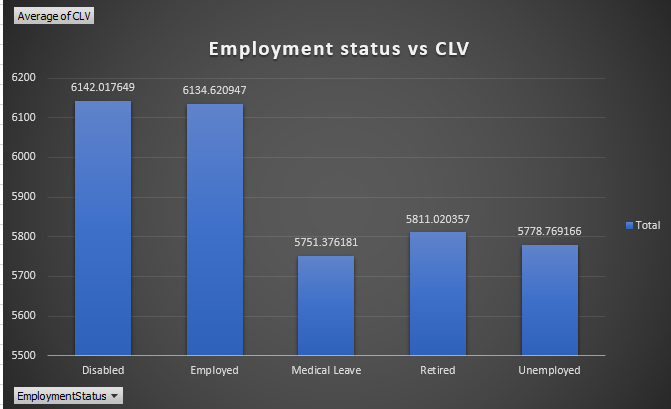 Average of CLV
Employment status vs CLV
6200
6100
6000
5900
5800
5700
5600
5500
6142.017649
6134.620947
5751.376181
5811.020357
5778.769166
Disabled
Employed
Medical Leave
Retired
Unemployed
Total
EmploymentStatus